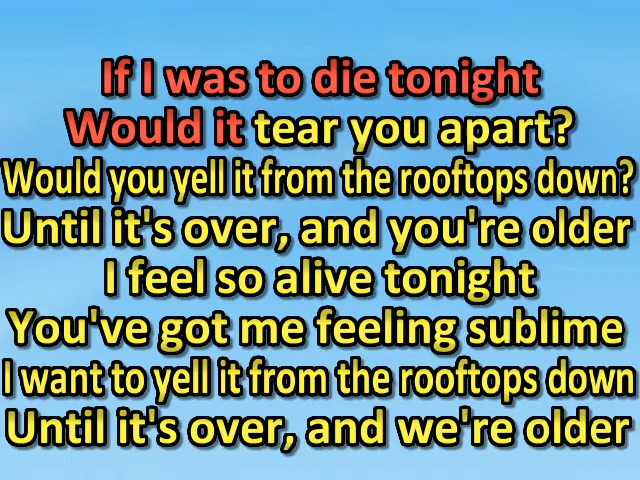 If I was to die tonight
Would it tear you apart?
Would you yell it from the rooftops down?
Until it's over, and you're older
I feel so alive tonight
You've got me feeling sublime
I want to yell it from the rooftops down
Until it's over, and we're older